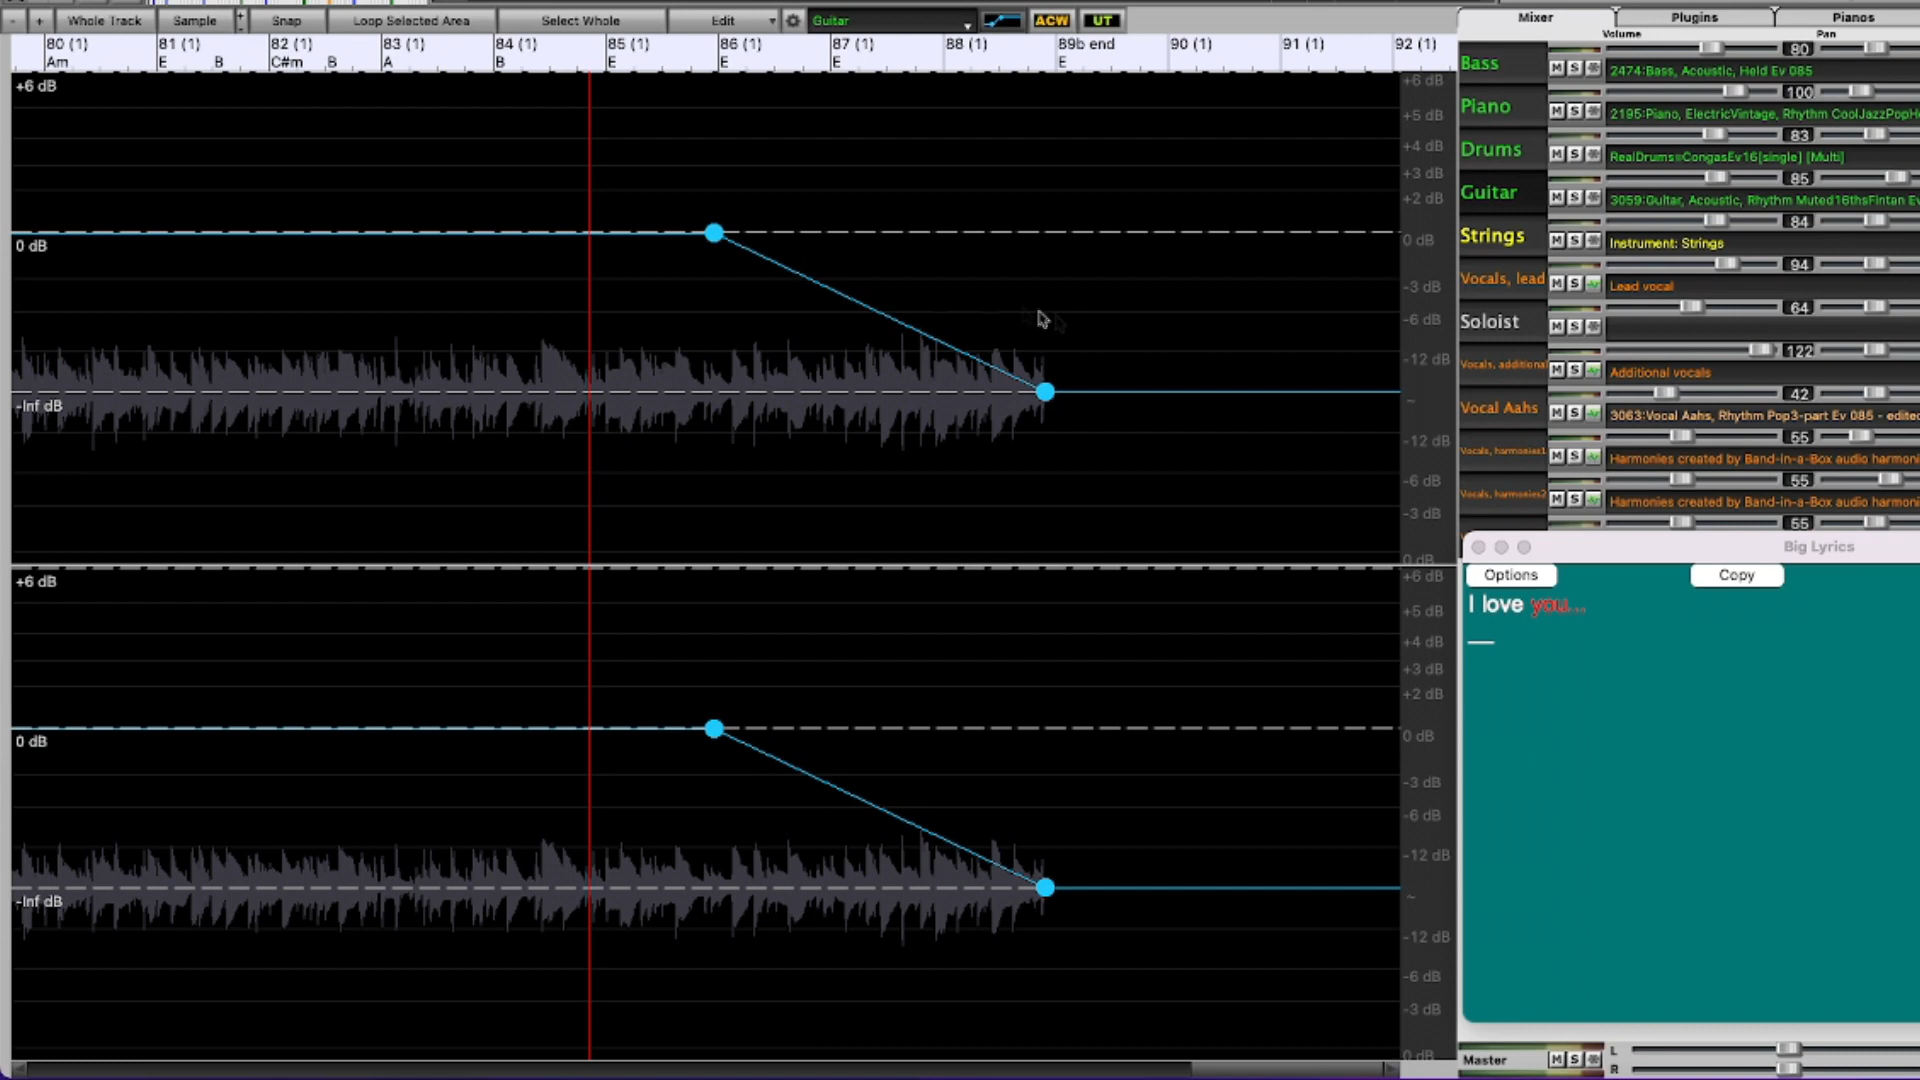 - + Whole Track Sample + - Snap Loop Selected Area Select Whole Edit Guitar ACW UT
80 (1) 81 (1) 82 (1) 83 (1) 84 (1) 85 (1) 86 (1) 87 (1) 88 (1) 89b end 90 (1) 91 (1) 92 (1)
Am E B C#m B A B E E E E
+6 dB
0 dB
-Inf dB
+6 dB
+5 dB
+4 dB
+3 dB
+2 dB
0 dB
-3 dB
-6 dB
-12 dB
-12 dB
-6 dB
-3 dB
0 dB
+6 dB
0 dB
-Inf dB
+6 dB
+5 dB
+4 dB
+3 dB
+2 dB
0 dB
-3 dB
-6 dB
-12 dB
-12 dB
-6 dB
-3 dB
0 dB
Mixer Plugins Pianos
Volume Pan
80
Bass M S 2474:Bass, Acoustic, Held Ev 085
100
Piano M S 2195:Piano, ElectricVintage, Rhythm CoolJazzPopH
83
Drums M S RealDrums=CongasEv16[single] [Multi]
85
Guitar M S 3059:Guitar, Acoustic, Rhythm Muted16thsFintan Ev
84
Strings M S Instrument: Strings
94
Vocals, lead M S Lead vocal
64
Soloist M S
122
Vocals, additional M S Additional vocals
42
Vocal Aahs M S 3063:Vocal Aahs, Rhythm Pop3-part Ev 085 - edited
55
Vocals, harmonies1 M S Harmonies created by Band-in-a-Box audio harmoni
55
Vocals, harmonies2 M S Harmonies created by Band-in-a-Box audio harmoni
55
Big Lyrics
Options Copy
I love you...
Master M S L
R